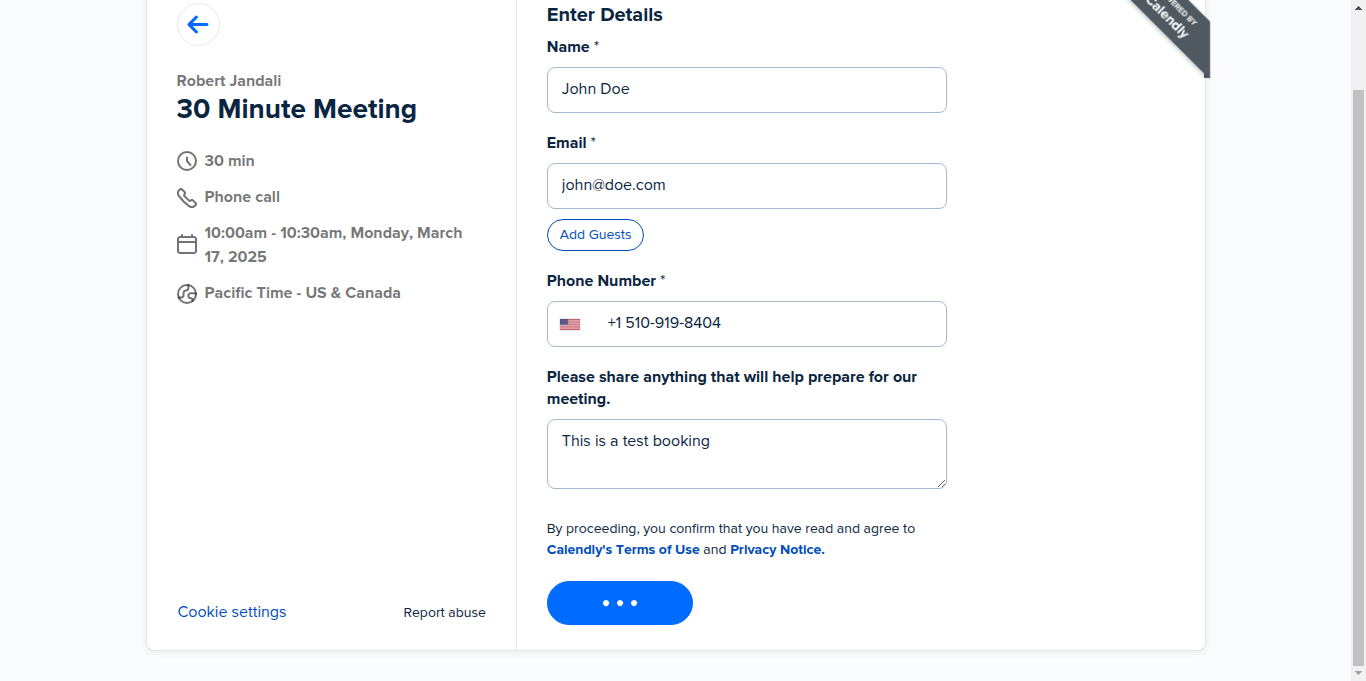 Robert Jandali
30 Minute Meeting
30 min
Phone call
10:00am - 10:30am, Monday, March
17, 2025
Pacific Time - US & Canada
Cookie settings
Report abuse
Enter Details
Name *
John Doe
Email *
john@doe.com
Add Guests
Phone Number *
+1 510-919-8404
Please share anything that will help prepare for our
meeting.
This is a test booking
By proceeding, you confirm that you have read and agree to
Calendly's Terms of Use and Privacy Notice.
BY
Calendly